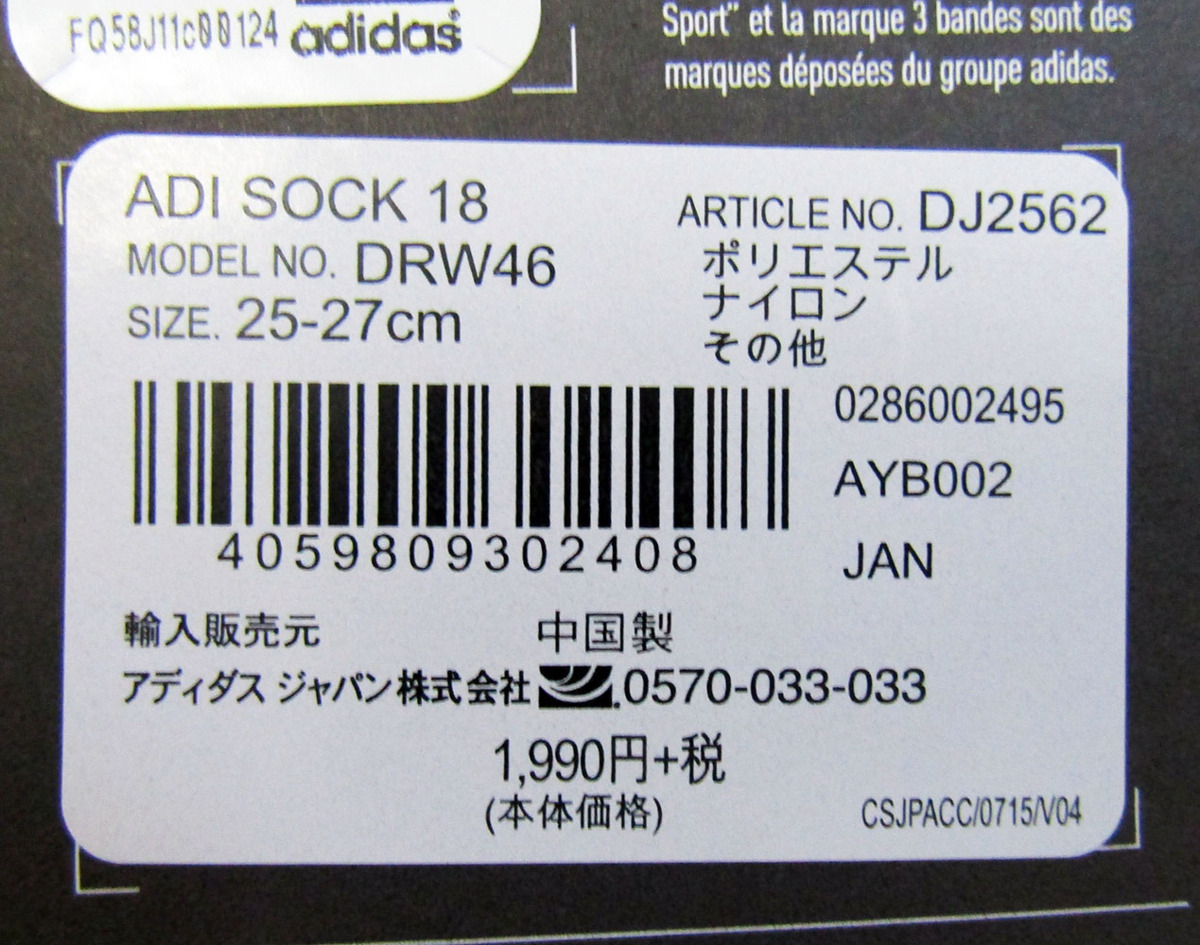 FQ58J11c00124 adidas®
Sport" et la marque 3 bandes sont des
marques déposées du groupe adidas.
ADI SOCK 18
MODEL NO. DRW46
SIZE. 25-27cm
ARTICLE NO. DJ2562
ポリエステル
ナイロン
その他
4059809302408
0286002495
AYB002
JAN
輸入販売元
中国製
アディダス ジャパン株式会社 .0570-033-033
1,990円+税
(本体価格)
CSJPACC/0715/V04